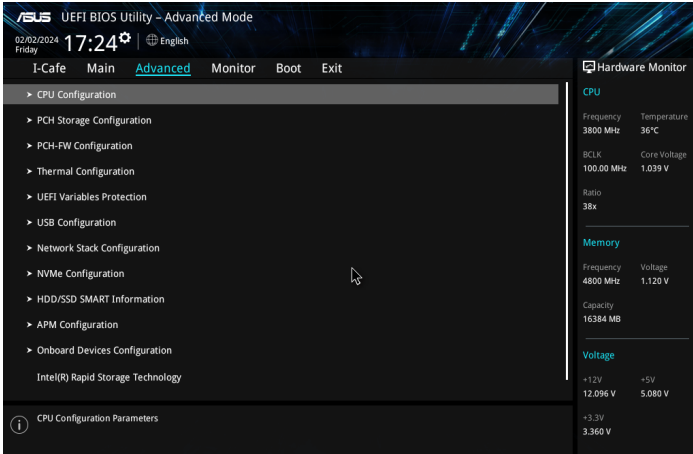 ASUS UEFI BIOS Utility – Advanced Mode
02/02/2024
Friday
17:24
English
I-Cafe Main Advanced Monitor Boot Exit
> CPU Configuration
> PCH Storage Configuration
> PCH-FW Configuration
> Thermal Configuration
> UEFI Variables Protection
> USB Configuration
> Network Stack Configuration
> NVMe Configuration
> HDD/SSD SMART Information
> APM Configuration
> Onboard Devices Configuration
Intel(R) Rapid Storage Technology
i CPU Configuration Parameters
Hardware Monitor
CPU
Frequency Temperature
3800 MHz 36°C
BCLK Core Voltage
100.00 MHz 1.039 V
Ratio
38x
Memory
Frequency Voltage
4800 MHz 1.120 V
Capacity
16384 MB
Voltage
+12V +5V
12.096 V 5.080 V
+3.3V
3.360 V